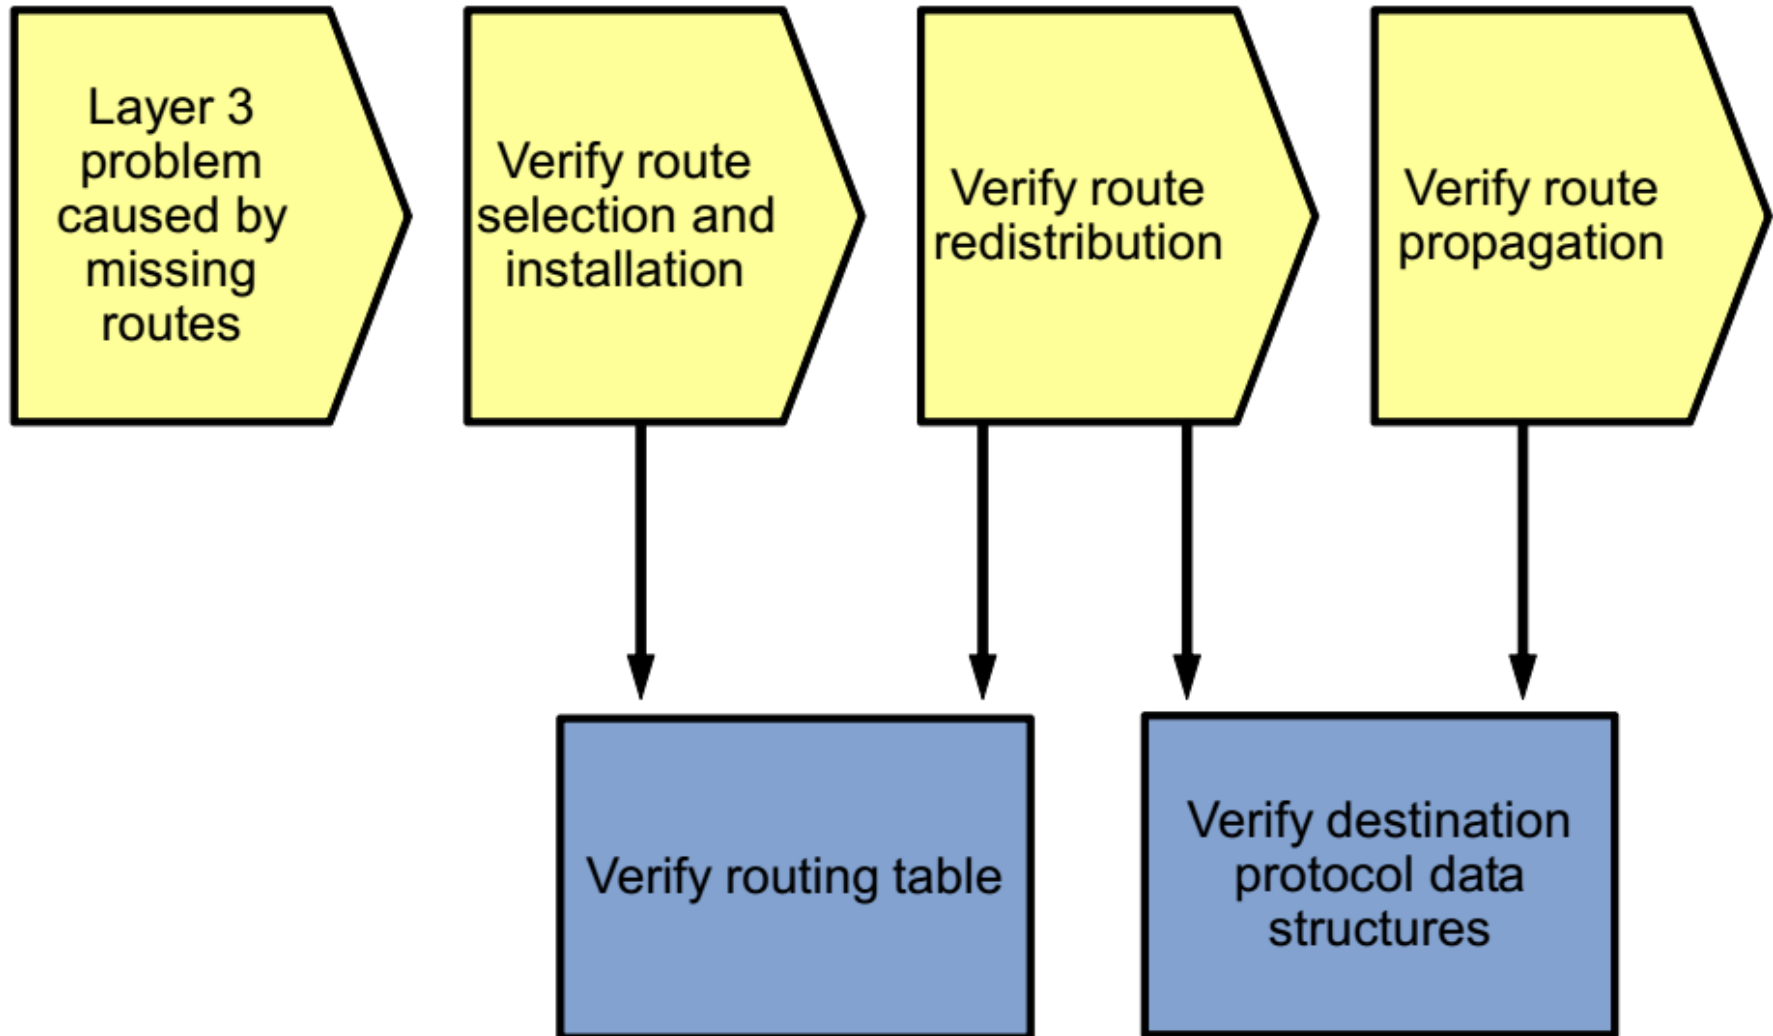 Layer 3
problem
caused by
missing
routes
Verify route
selection and
installation
Verify route
redistribution
Verify route
propagation
Verify routing table
Verify destination
protocol data
structures